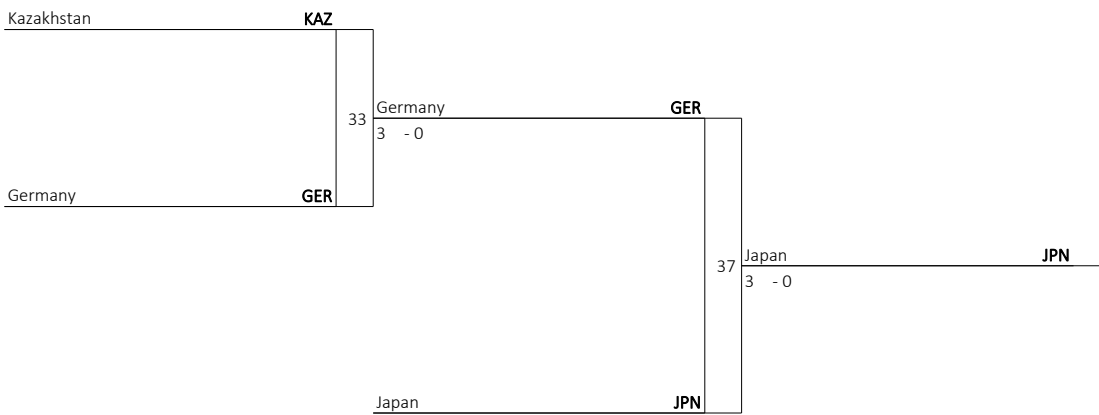 Kazakhstan KAZ
33
Germany GER
3 - 0
Germany GER
37
Japan JPN
3 - 0
Japan JPN